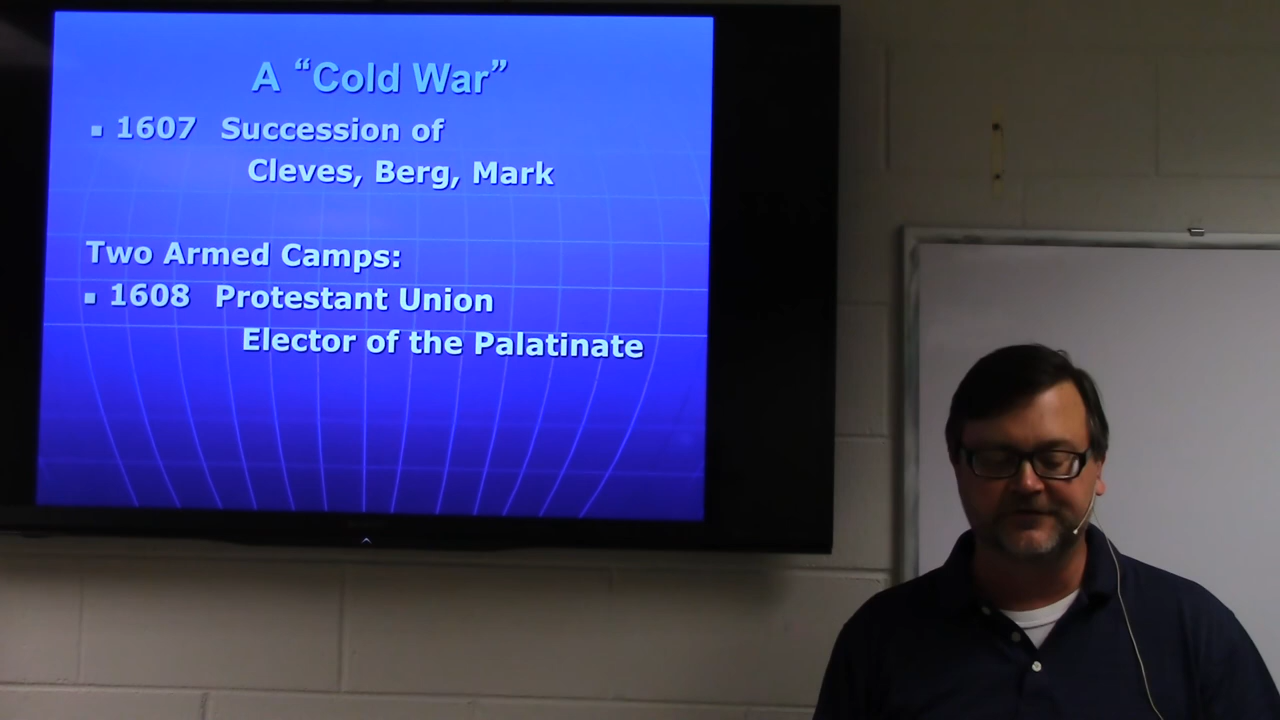 A “Cold War”
▪ 1607 Succession of
Cleves, Berg, Mark
Two Armed Camps:
▪ 1608 Protestant Union
Elector of the Palatinate